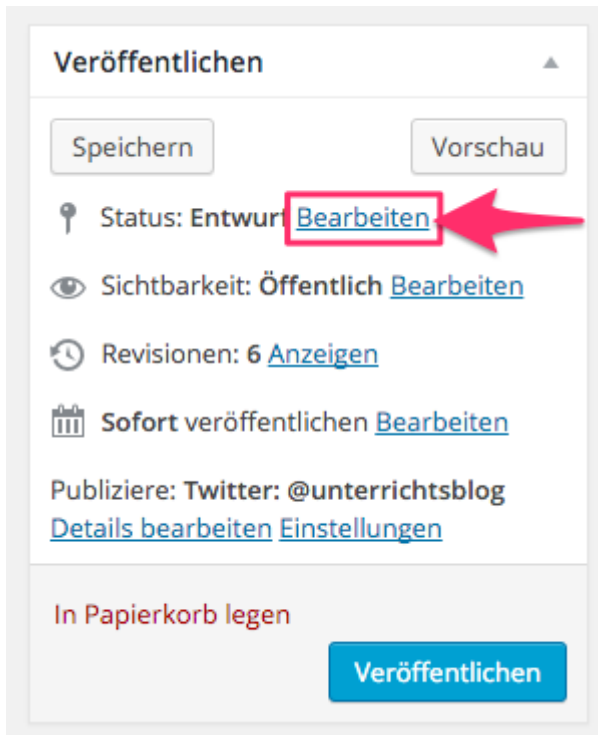 Veröffentlichen
Speichern Vorschau
Status: Entwurf Bearbeiten
Sichtbarkeit: Öffentlich Bearbeiten
Revisionen: 6 Anzeigen
Sofort veröffentlichen Bearbeiten
Publiziere: Twitter: @unterrichtsblog
Details bearbeiten Einstellungen
In Papierkorb legen
Veröffentlichen